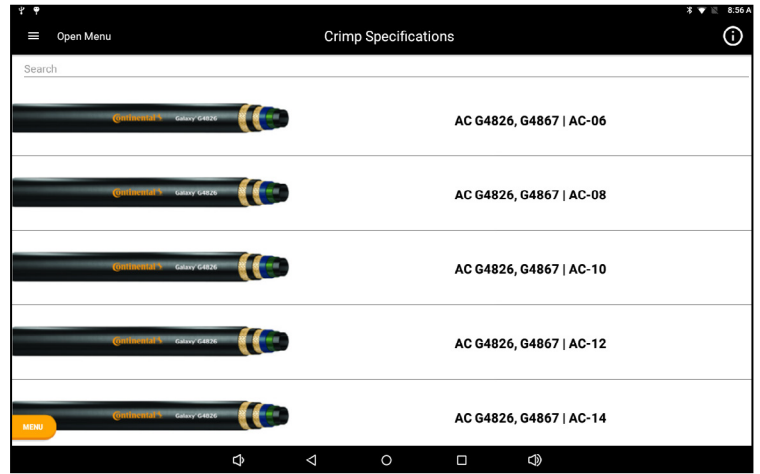 8:56 A
Open Menu
Crimp Specifications
Search
Continental Galaxy G4826
AC G4826, G4867 | AC-06
Continental Galaxy G4826
AC G4826, G4867 | AC-08
Continental Galaxy G4826
AC G4826, G4867 | AC-10
Continental Galaxy G4826
AC G4826, G4867 | AC-12
Continental Galaxy G4826
AC G4826, G4867 | AC-14
MENU